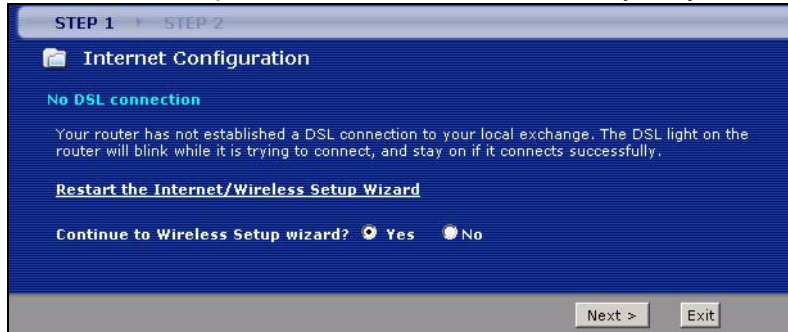 STEP 1 STEP 2
Internet Configuration
No DSL connection
Your router has not established a DSL connection to your local exchange. The DSL light on the
router will blink while it is trying to connect, and stay on if it connects successfully.
Restart the Internet/Wireless Setup Wizard
Continue to Wireless Setup wizard? Yes No
Next > Exit